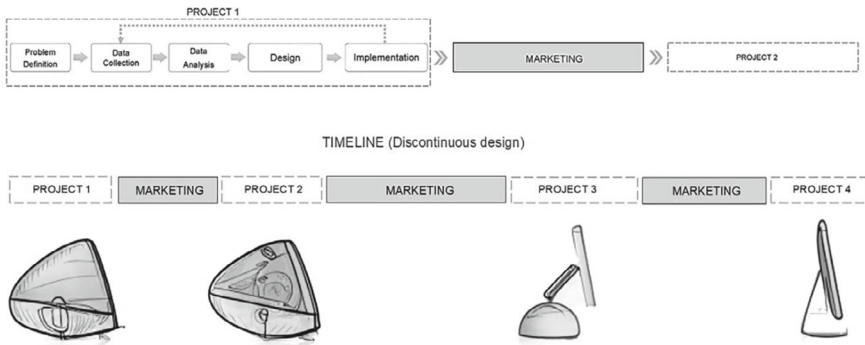 PROJECT 1
Problem
Definition
Data
Collection
Data
Analysis
Design
Implementation
MARKETING
PROJECT 2
TIMELINE (Discontinuous design)
PROJECT 1
MARKETING
PROJECT 2
MARKETING
PROJECT 3
MARKETING
PROJECT 4